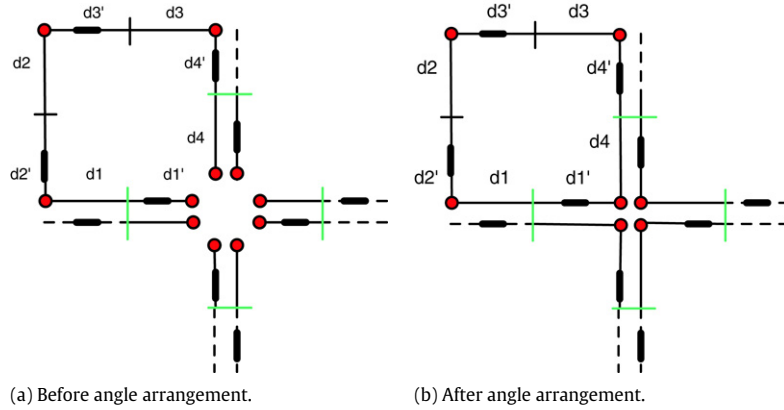 d3' d3 d3' d3
d2 d4' d2 d4'
d4 d4
d2' d1 d1' d2' d1 d1'
(a) Before angle arrangement. (b) After angle arrangement.